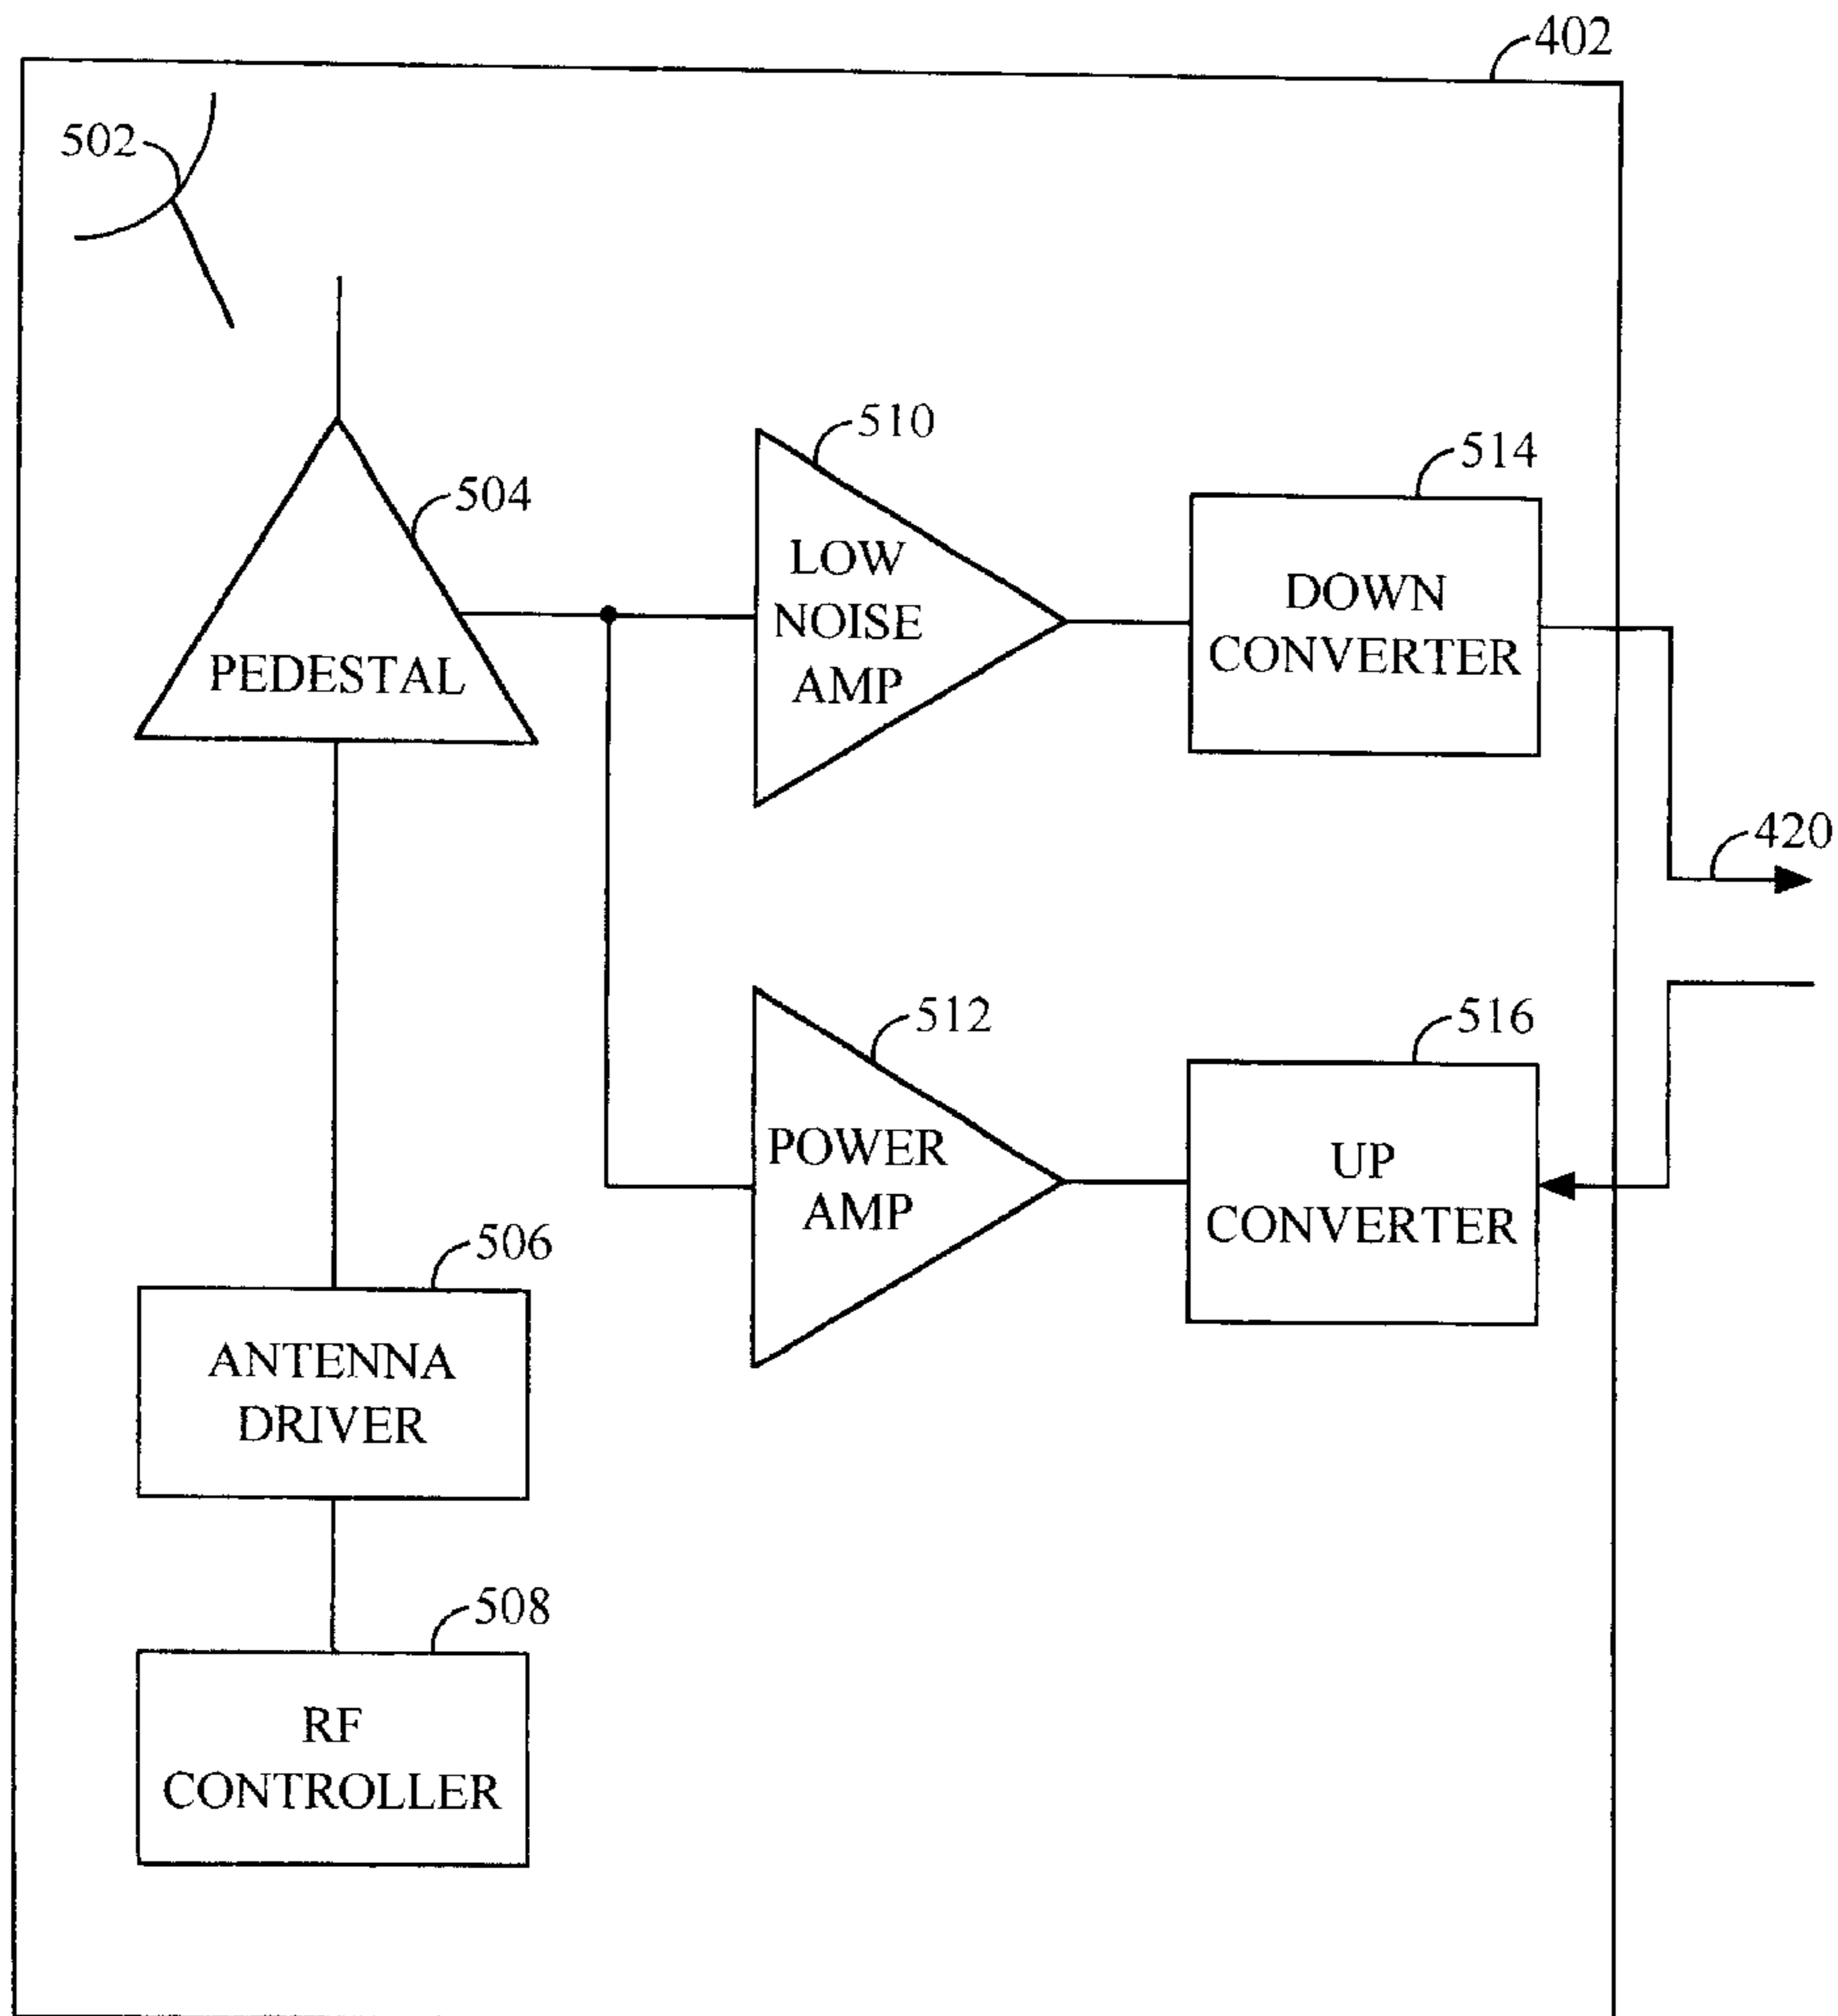 402
502
510
514
504
LOW
NOISE
AMP
DOWN
CONVERTER
PEDESTAL
420
512
516
POWER
AMP
UP
CONVERTER
506
ANTENNA
DRIVER
508
RF
CONTROLLER